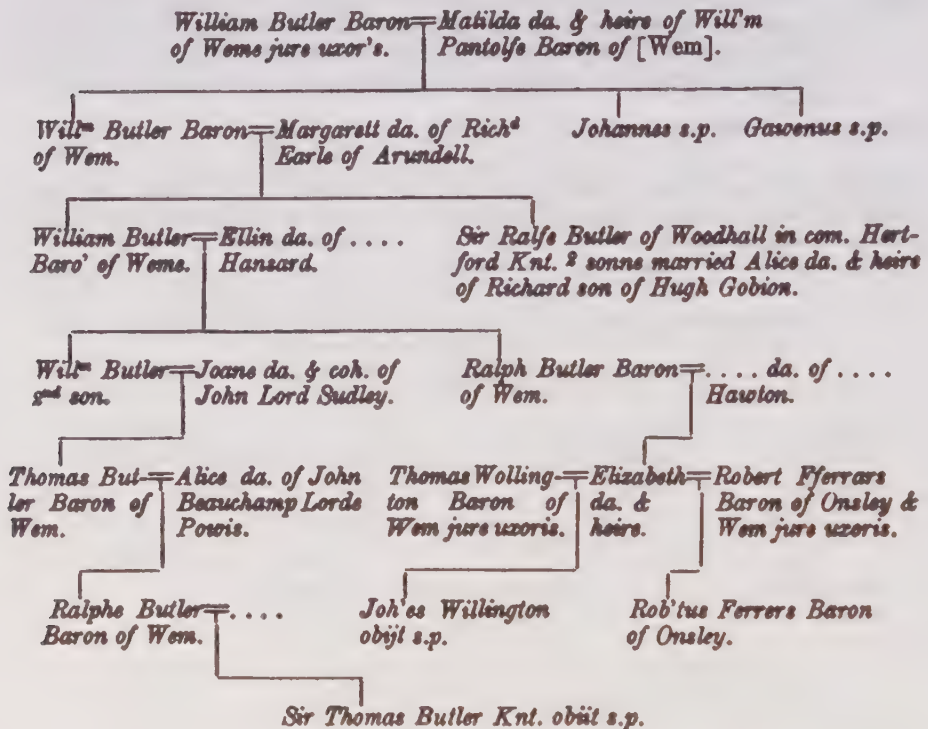 William Butler Baron Matilda da. & heire of Will'm
of Weme jure uxor's. Pantolfe Baron of [Wem].
Willᵐ Butler Baron Margarett da. of Richᵈ Johannes s.p. Gawenus s.p.
of Wem. Earle of Arundell.
William Butler Ellin da. of . . . . Sir Ralfe Butler of Woodhall in com. Hert-
Baro' of Weme. Hansard. ford Knt. 2 sonne married Alice da. & heire
of Richard son of Hugh Gobion.
Willᵐ Butler Joane da. & coh. of Ralph Butler Baron . . . . da. of . . . .
2ⁿᵈ son. John Lord Sudley. of Wem. Hawton.
Thomas But- Alice da. of John Thomas Wolling- Elizabeth Robert Fferrars
ler Baron of Beauchamp Lorde ton Baron of da. & Baron of Onsley &
Wem. Powis. Wem jure uxoris. heire. Wem jure uxoris.
Ralphe Butler . . . . Joh'es Willington Rob'tus Ferrers Baron
Baron of Wem. obijt s.p. of Onsley.
Sir Thomas Butler Knt. obiit s.p.